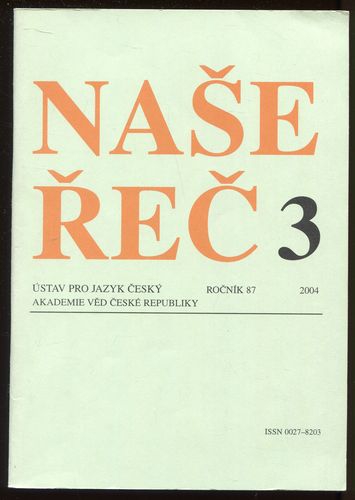 NAŠE
ŘEČ 3
ÚSTAV PRO JAZYK ČESKÝ ROČNÍK 87 2004
AKADEMIE VĚD ČESKÉ REPUBLIKY
ISSN 0027–8203